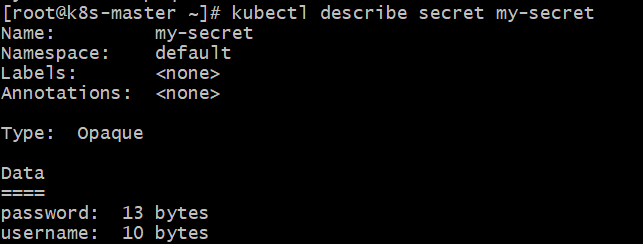 [root@k8s-master ~]# kubectl describe secret my-secret
Name:         my-secret
Namespace:    default
Labels:       <none>
Annotations:  <none>

Type:  Opaque

Data
====
password:  13 bytes
username:  10 bytes